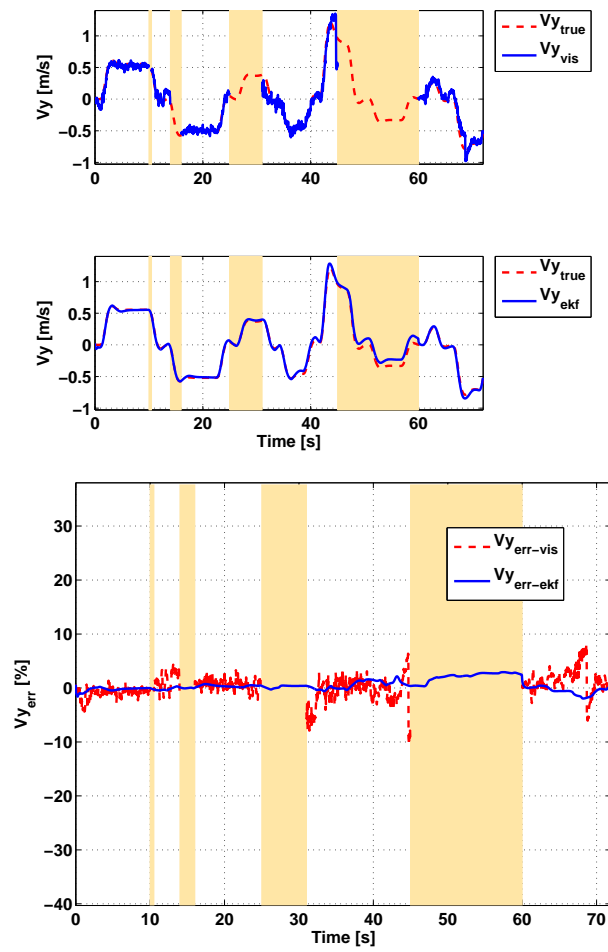 Vy_true
Vy_vis
Vy [m/s]
1
0.5
0
−0.5
−1
0 20 40 60
Vy_true
Vy_ekf
Vy [m/s]
1
0.5
0
−0.5
−1
0 20 40 60
Time [s]
Vy_err−vis
Vy_err−ekf
Vy_err [%]
30
20
10
0
−10
−20
−30
−40
0 10 20 30 40 50 60 70
Time [s]